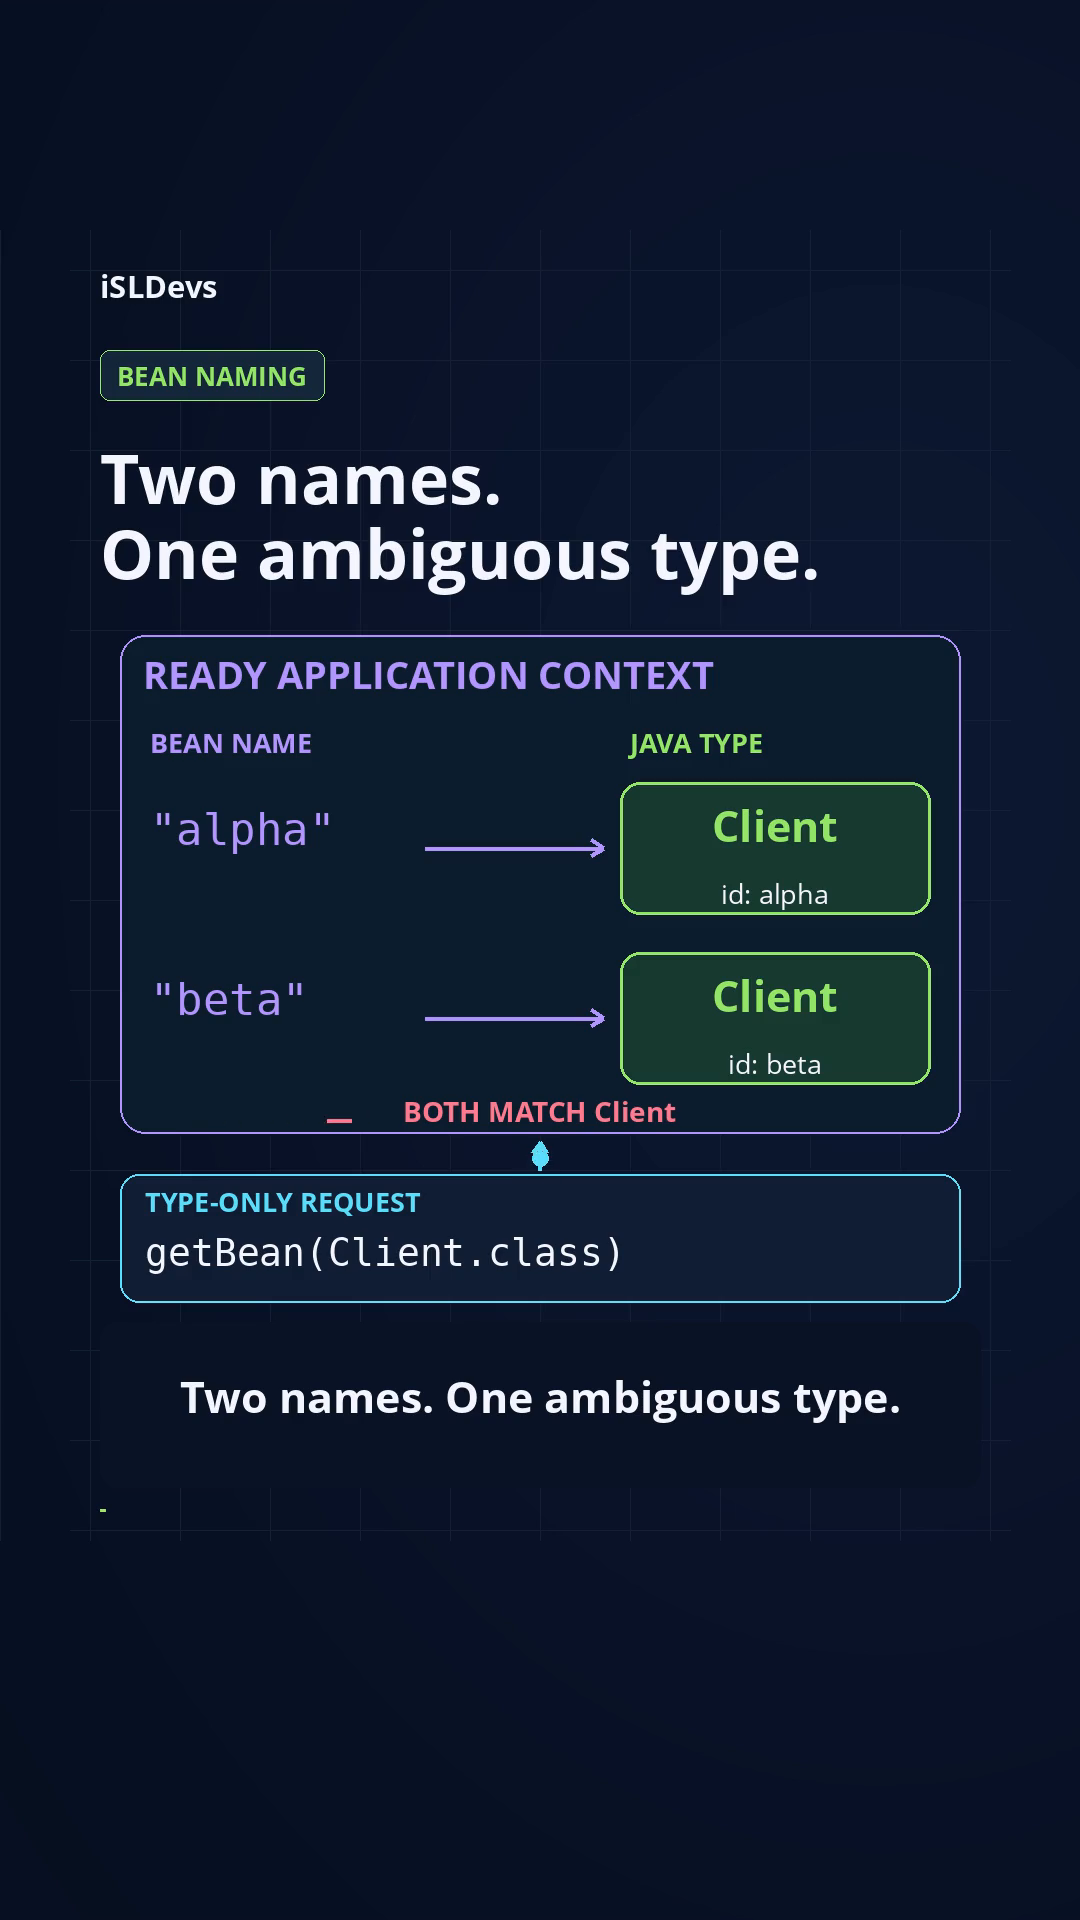 iSLDevs
BEAN NAMING
Two names.
One ambiguous type.
READY APPLICATION CONTEXT
BEAN NAME
JAVA TYPE
"alpha"
Client
id: alpha
"beta"
Client
id: beta
BOTH MATCH Client
TYPE-ONLY REQUEST
getBean(Client.class)
Two names. One ambiguous type.